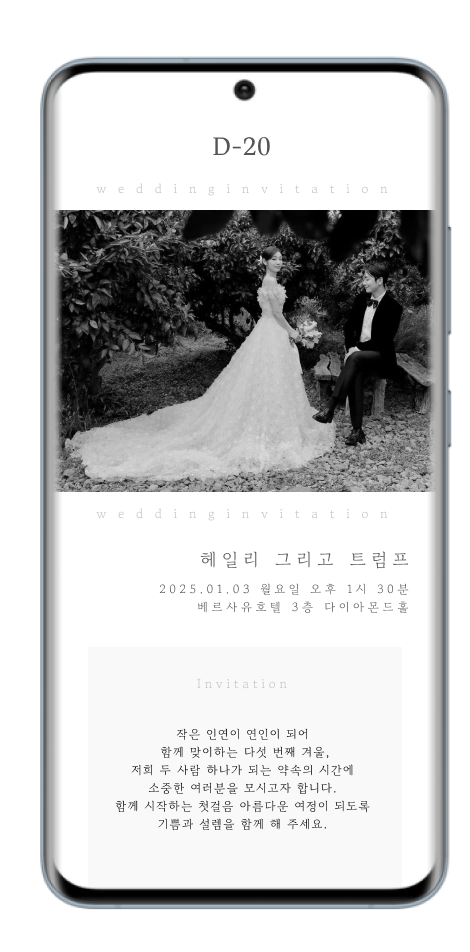 D-20
weddinginvitation
weddinginvitation
헤일리 그리고 트럼프
2025.01.03 월요일 오후 1시 30분
베르사유호텔 3층 다이아몬드홀
Invitation
작은 인연이 연인이 되어
함께 맞이하는 다섯 번째 겨울,
저희 두 사람 하나가 되는 약속의 시간에
소중한 여러분을 모시고자 합니다.
함께 시작하는 첫걸음 아름다운 여정이 되도록
기쁨과 설렘을 함께 해 주세요.